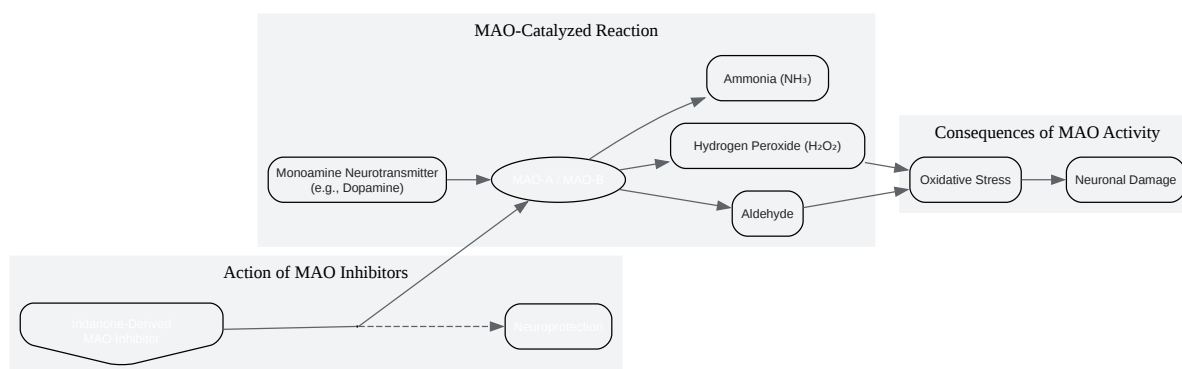 MAO-Catalyzed Reaction
Ammonia (NH₃)
Hydrogen Peroxide (H₂O₂)
Monoamine Neurotransmitter
(e.g., Dopamine)
MAO-A / MAO-B
Aldehyde
Consequences of MAO Activity
Oxidative Stress
Neuronal Damage
Action of MAO Inhibitors
Indanone-Derived
MAO Inhibitor
Neuroprotection